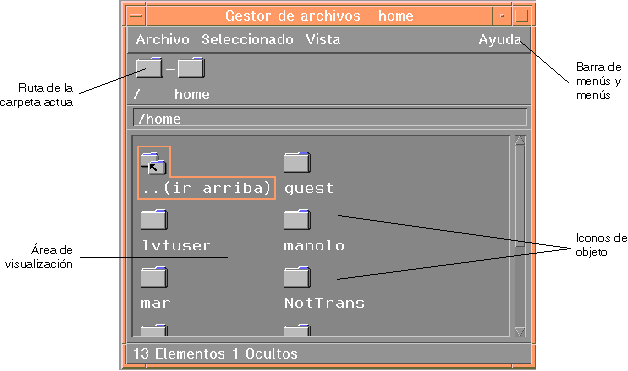 Gestor de archivos home
Archivo Seleccionado Vista Ayuda
/ home
/home
..(ir arriba) guest
lvtuser manolo
mar NotTrans
13 Elementos 1 Ocultos
Ruta de la
carpeta actua
Área de
visualización
Barra de
menús y
menús
Iconos de
objeto